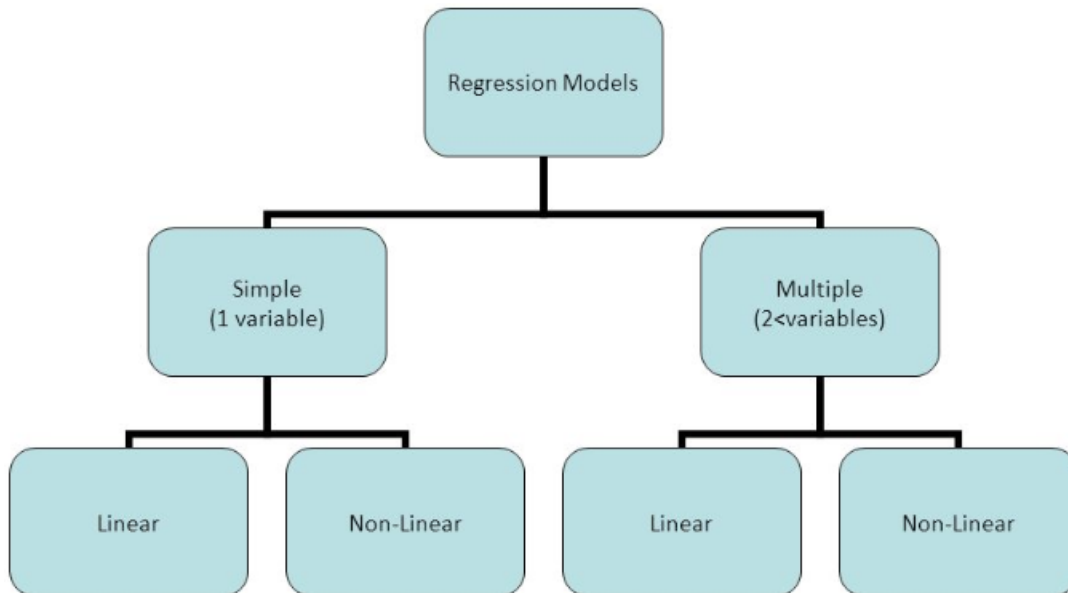 Regression Models
Simple
(1 variable)
Multiple
(2<variables)
Linear
Non-Linear
Linear
Non-Linear